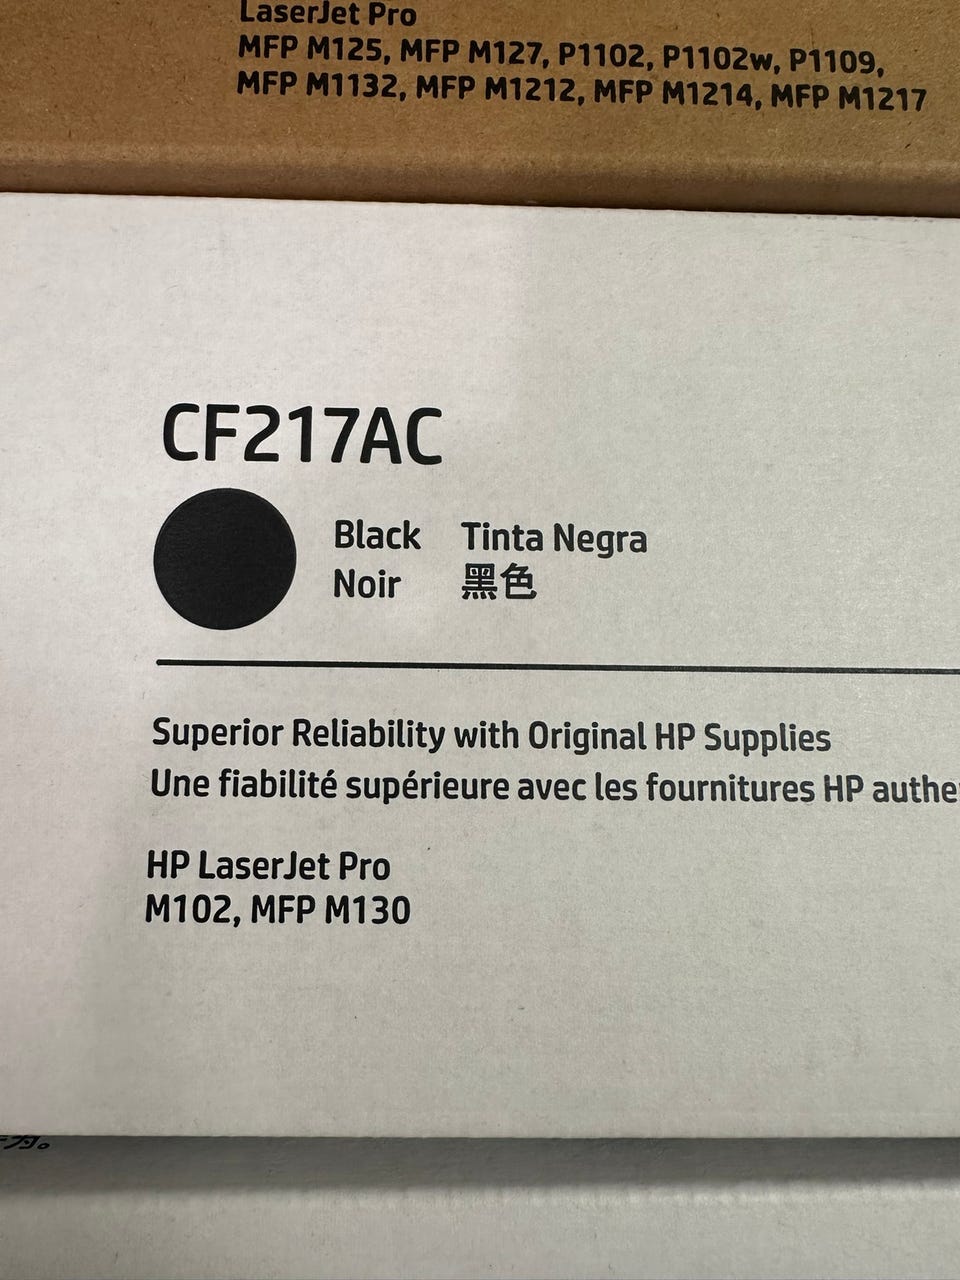 LaserJet Pro
MFP M125, MFP M127, P1102, P1102w, P1109,
MFP M1132, MFP M1212, MFP M1214, MFP M1217
CF217AC
Black Tinta Negra
Noir 黑色
Superior Reliability with Original HP Supplies
Une fiabilité supérieure avec les fournitures HP authe
HP LaserJet Pro
M102, MFP M130